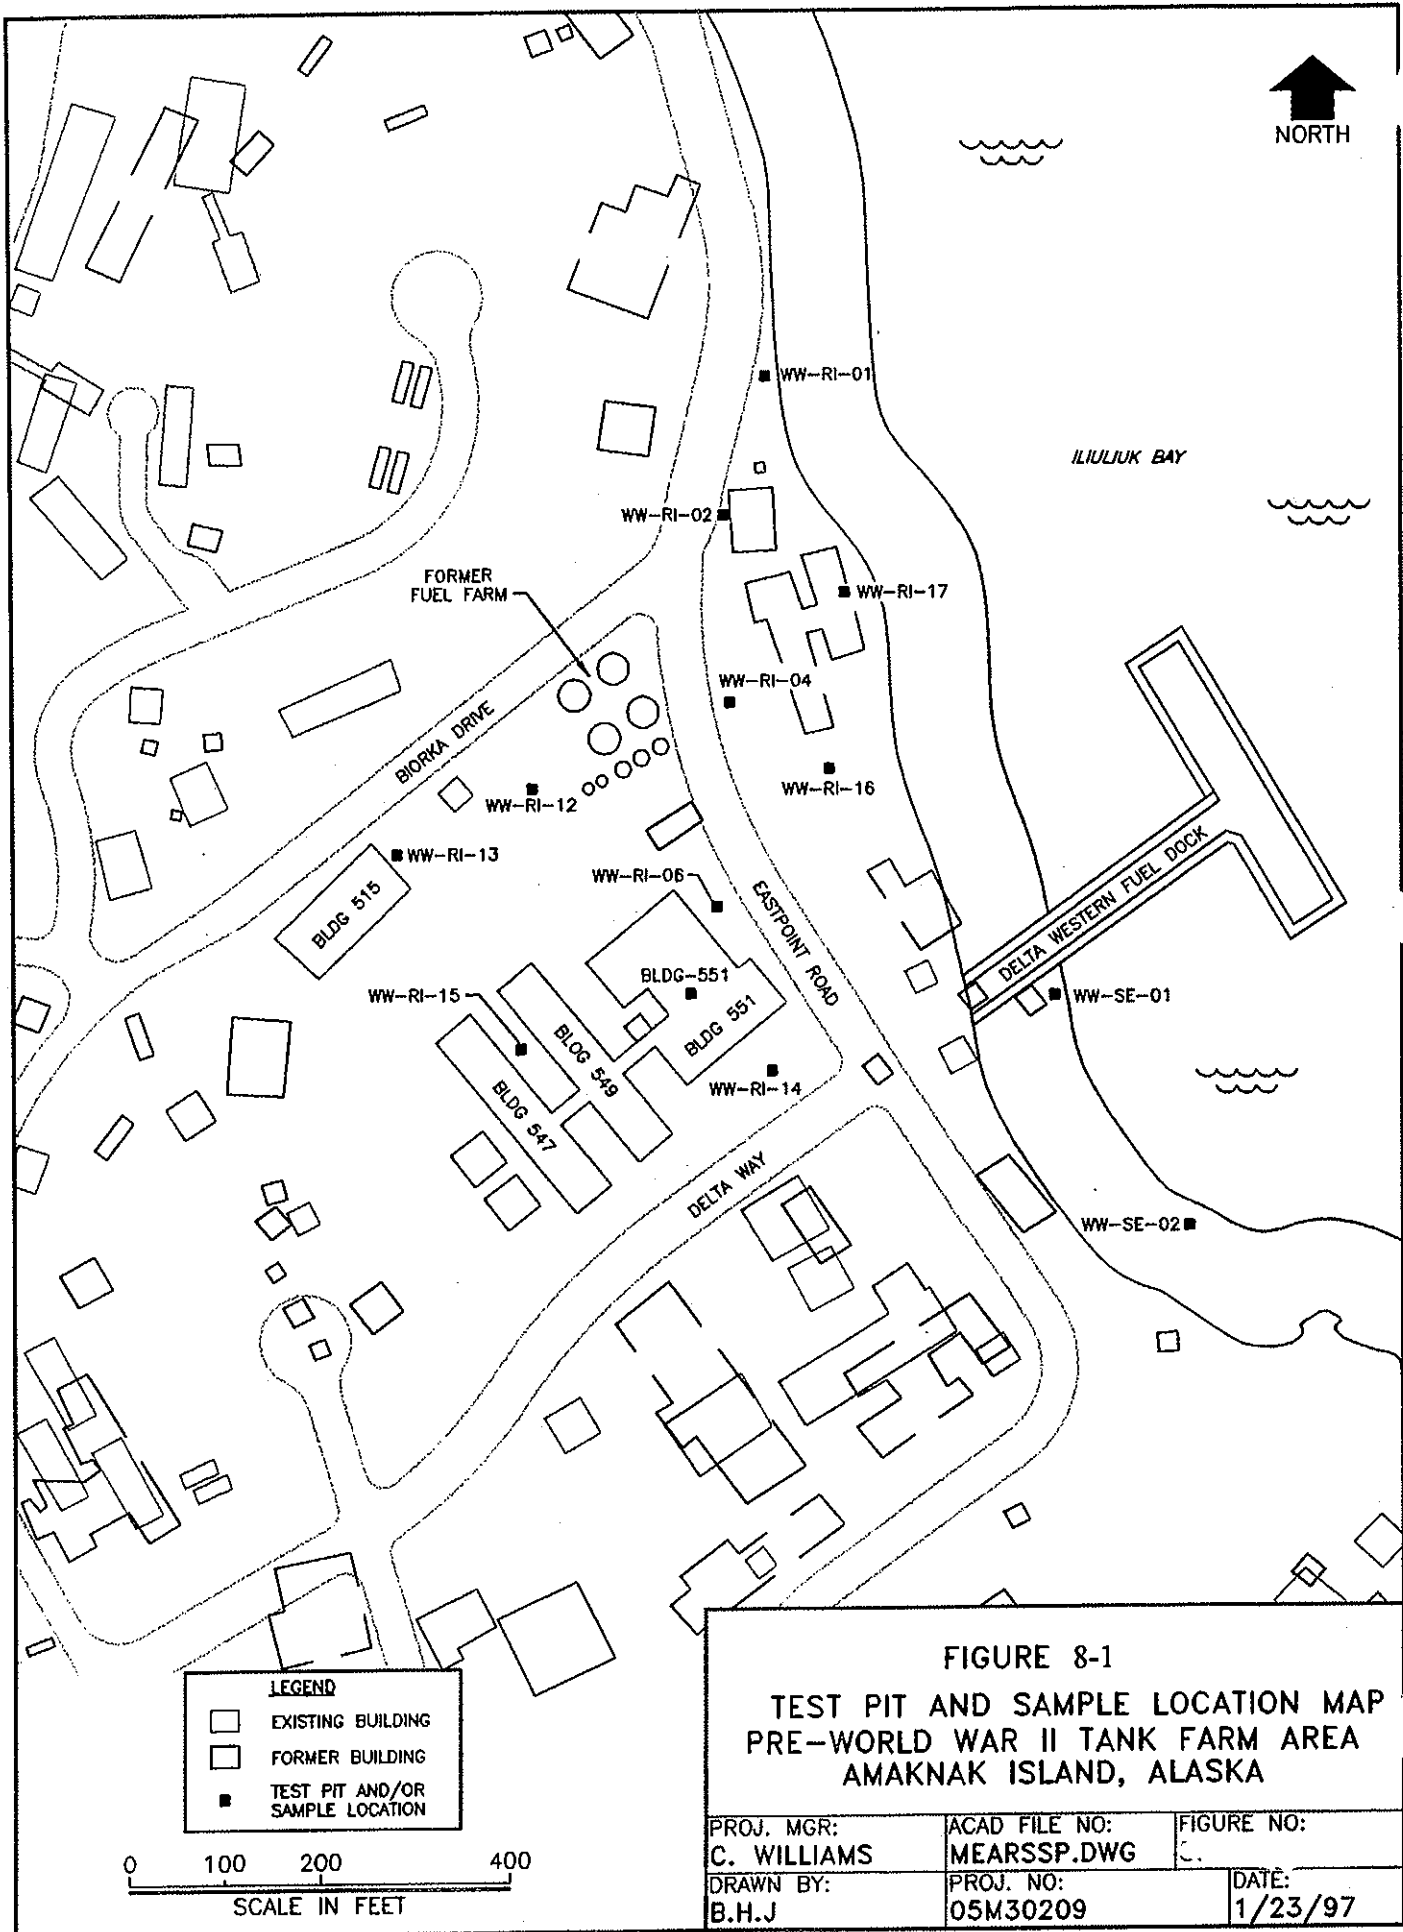 NORTH
WW-RI-01
ILIULIUK BAY
WW-RI-02
FORMER
FUEL FARM
WW-RI-17
WW-RI-04
BIORKA DRIVE
WW-RI-12
WW-RI-16
WW-RI-13
BLDG 515
WW-RI-06
EASTPOINT ROAD
DELTA WESTERN FUEL DOCK
BLDG-551
WW-RI-15
WW-SE-01
BLDG 549
BLDG 551
BLDG 547
WW-RI-14
DELTA WAY
WW-SE-02
LEGEND
EXISTING BUILDING
FORMER BUILDING
TEST PIT AND/OR
SAMPLE LOCATION
0 100 200 400
SCALE IN FEET
FIGURE 8-1
TEST PIT AND SAMPLE LOCATION MAP
PRE-WORLD WAR II TANK FARM AREA
AMAKNAK ISLAND, ALASKA
PROJ. MGR:
C. WILLIAMS
ACAD FILE NO:
MEARSSP.DWG
FIGURE NO:
DRAWN BY:
B.H.J
PROJ. NO:
05M30209
DATE:
1/23/97